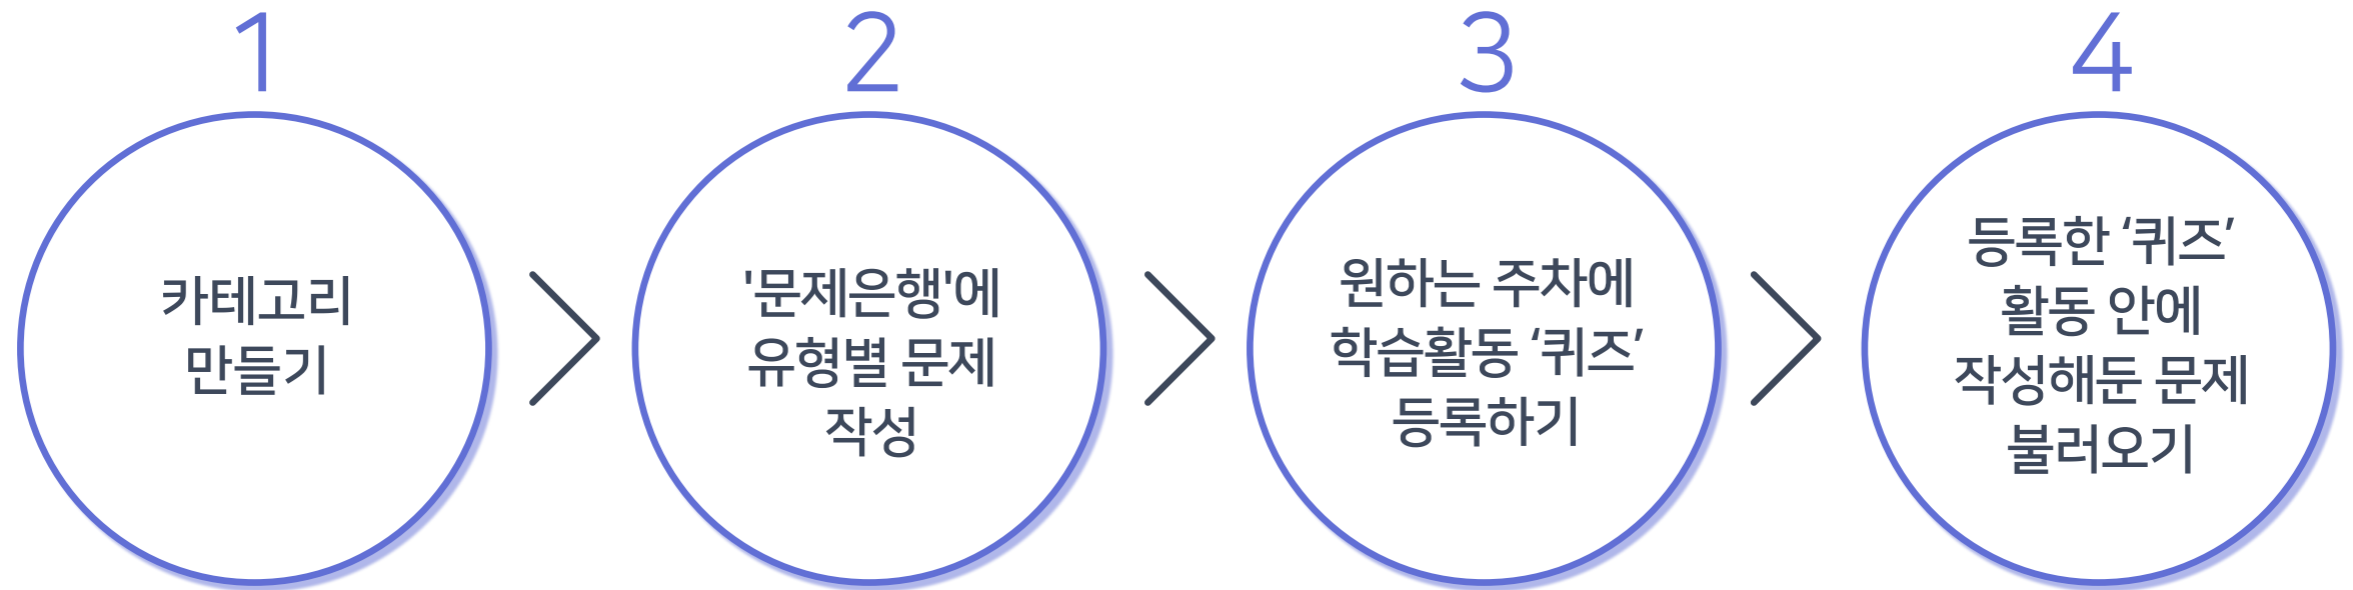 1
카테고리
만들기
2
'문제은행'에
유형별 문제
작성
3
원하는 주차에
학습활동 ‘퀴즈’
등록하기
4
등록한 ‘퀴즈’
활동 안에
작성해둔 문제
불러오기